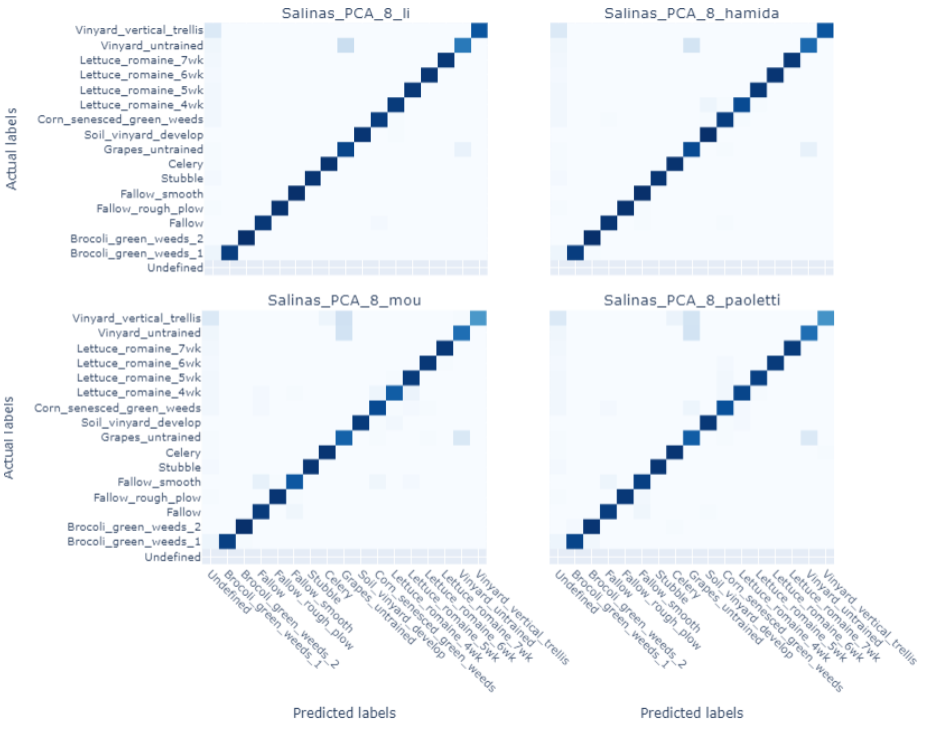 Salinas_PCA_8_li
Salinas_PCA_8_hamida
Vinyard_vertical_trellis
Vinyard_untrained
Lettuce_romaine_7wk
Lettuce_romaine_6wk
Lettuce_romaine_5wk
Lettuce_romaine_4wk
Corn_senesced_green_weeds
Soil_vinyard_develop
Grapes_untrained
Celery
Stubble
Fallow_smooth
Fallow_rough_plow
Fallow
Brocoli_green_weeds_2
Brocoli_green_weeds_1
Undefined
Actual labels
Salinas_PCA_8_mou
Salinas_PCA_8_paoletti
Vinyard_vertical_trellis
Vinyard_untrained
Lettuce_romaine_7wk
Lettuce_romaine_6wk
Lettuce_romaine_5wk
Lettuce_romaine_4wk
Corn_senesced_green_weeds
Soil_vinyard_develop
Grapes_untrained
Celery
Stubble
Fallow_smooth
Fallow_rough_plow
Fallow
Brocoli_green_weeds_2
Brocoli_green_weeds_1
Undefined
Actual labels
Undefined
Brocoli_green_weeds_1
Brocoli_green_weeds_2
Fallow
Fallow_rough_plow
Fallow_smooth
Stubble
Celery
Grapes_untrained
Soil_vinyard_develop
Corn_senesced_green_weeds
Lettuce_romaine_4wk
Lettuce_romaine_5wk
Lettuce_romaine_6wk
Lettuce_romaine_7wk
Vinyard_untrained
Vinyard_vertical_trellis
Undefined
Brocoli_green_weeds_1
Brocoli_green_weeds_2
Fallow
Fallow_rough_plow
Fallow_smooth
Stubble
Celery
Grapes_untrained
Soil_vinyard_develop
Corn_senesced_green_weeds
Lettuce_romaine_4wk
Lettuce_romaine_5wk
Lettuce_romaine_6wk
Lettuce_romaine_7wk
Vinyard_untrained
Vinyard_vertical_trellis
Predicted labels
Predicted labels